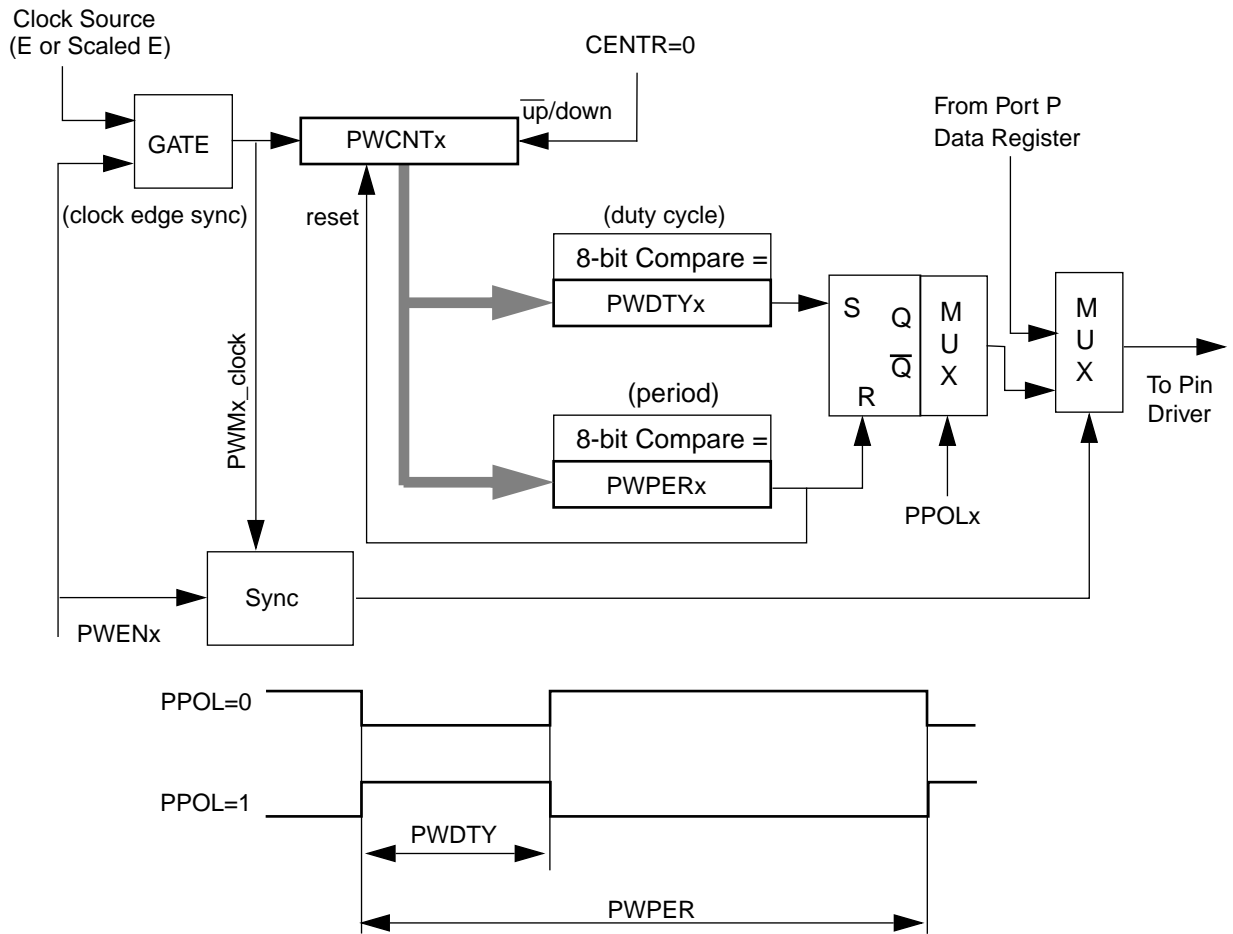 Clock Source
(E or Scaled E)
CENTR=0
u̅p̅/down
From Port P
Data Register
GATE
PWCNTx
(clock edge sync)
reset
(duty cycle)
8-bit Compare =
PWDTYx
S
Q
Q̅
R
M
U
X
M
U
X
To Pin
Driver
PWMx_clock
(period)
8-bit Compare =
PWPERx
PPOLx
Sync
PWENx
PPOL=0
PPOL=1
PWDTY
PWPER